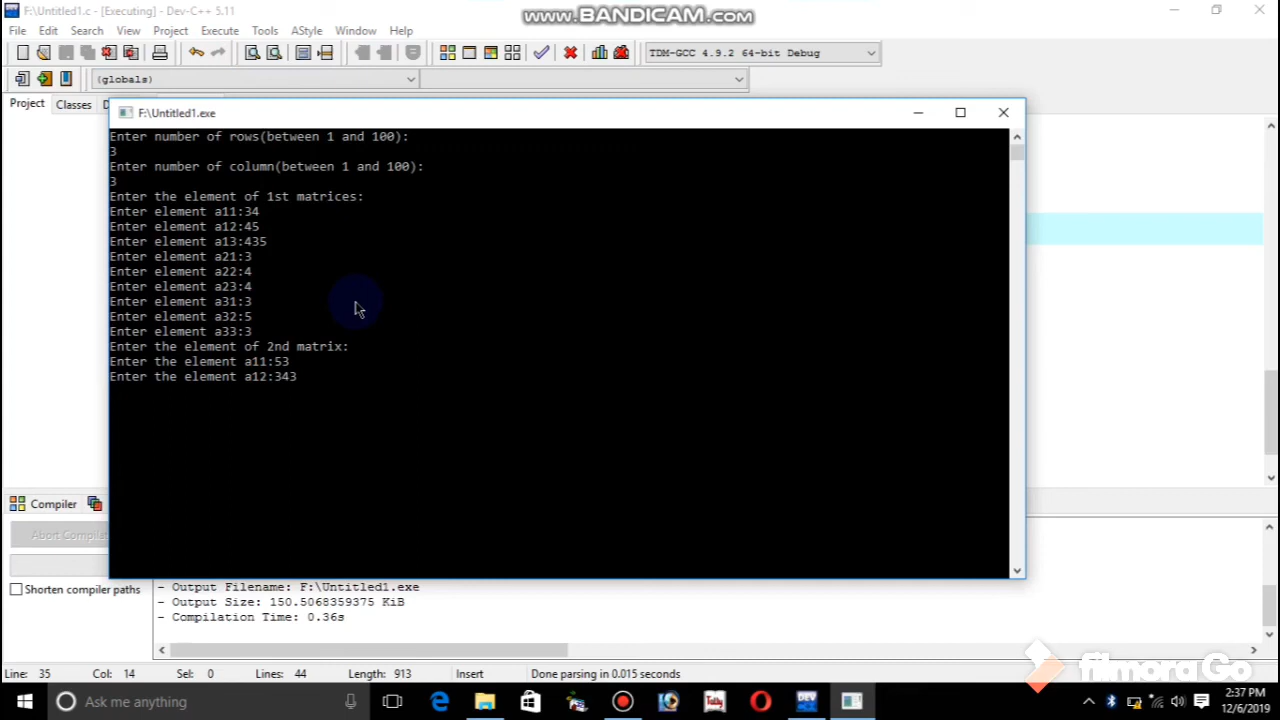 F:\Untitled1.c - [Executing] - Dev-C++ 5.11
www.BANDICAM.com
File Edit Search View Project Execute Tools AStyle Window Help
TDM-GCC 4.9.2 64-bit Debug
(globals)
Project Classes D
F:\Untitled1.exe
Enter number of rows(between 1 and 100):
3
Enter number of column(between 1 and 100):
3
Enter the element of 1st matrices:
Enter element a11:34
Enter element a12:45
Enter element a13:435
Enter element a21:3
Enter element a22:4
Enter element a23:4
Enter element a31:3
Enter element a32:5
Enter element a33:3
Enter the element of 2nd matrix:
Enter the element a11:53
Enter the element a12:343
Compiler
Abort Compile
Shorten compiler paths
- Output Filename: F:\Untitled1.exe
- Output Size: 150.5068359375 KiB
- Compilation Time: 0.36s
filmora Go
Line: 35 Col: 14 Sel: 0 Lines: 44 Length: 913 Insert Done parsing in 0.015 seconds
Ask me anything
DEV
2:37 PM
12/6/2019